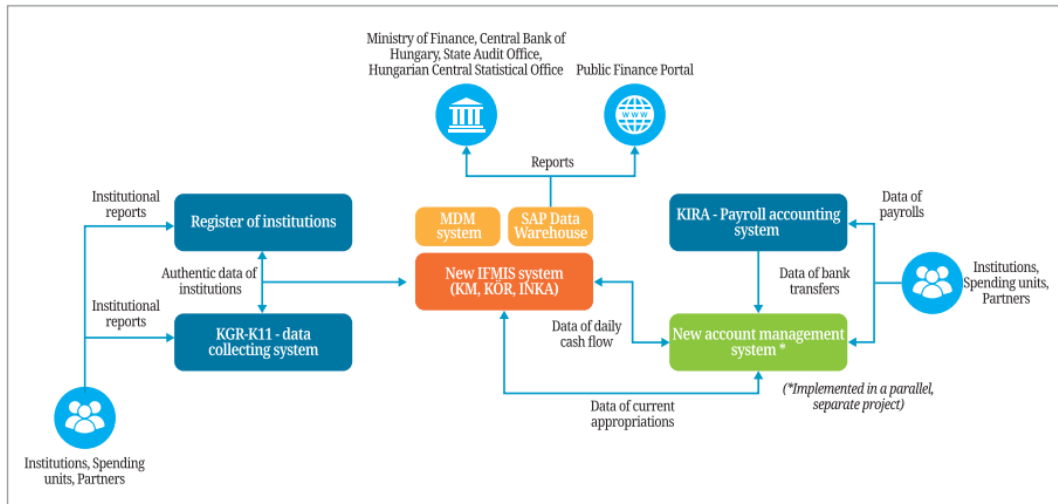 Ministry of Finance, Central Bank of
Hungary, State Audit Office,
Hungarian Central Statistical Office
Public Finance Portal
WWW
Reports
Institutional
reports
Register of institutions
MDM
system
SAP Data
Warehouse
KIRA - Payroll accounting
system
Data of
payrolls
Authentic data of
institutions
New IFMIS system
(KM, KÖR, INKA)
Data of bank
transfers
Institutions,
Spending units,
Partners
Institutional
reports
KGR-K11 - data
collecting system
Data of daily
cash flow
New account management
system *
(*Implemented in a parallel,
separate project)
Data of current
appropriations
Institutions, Spending
units, Partners